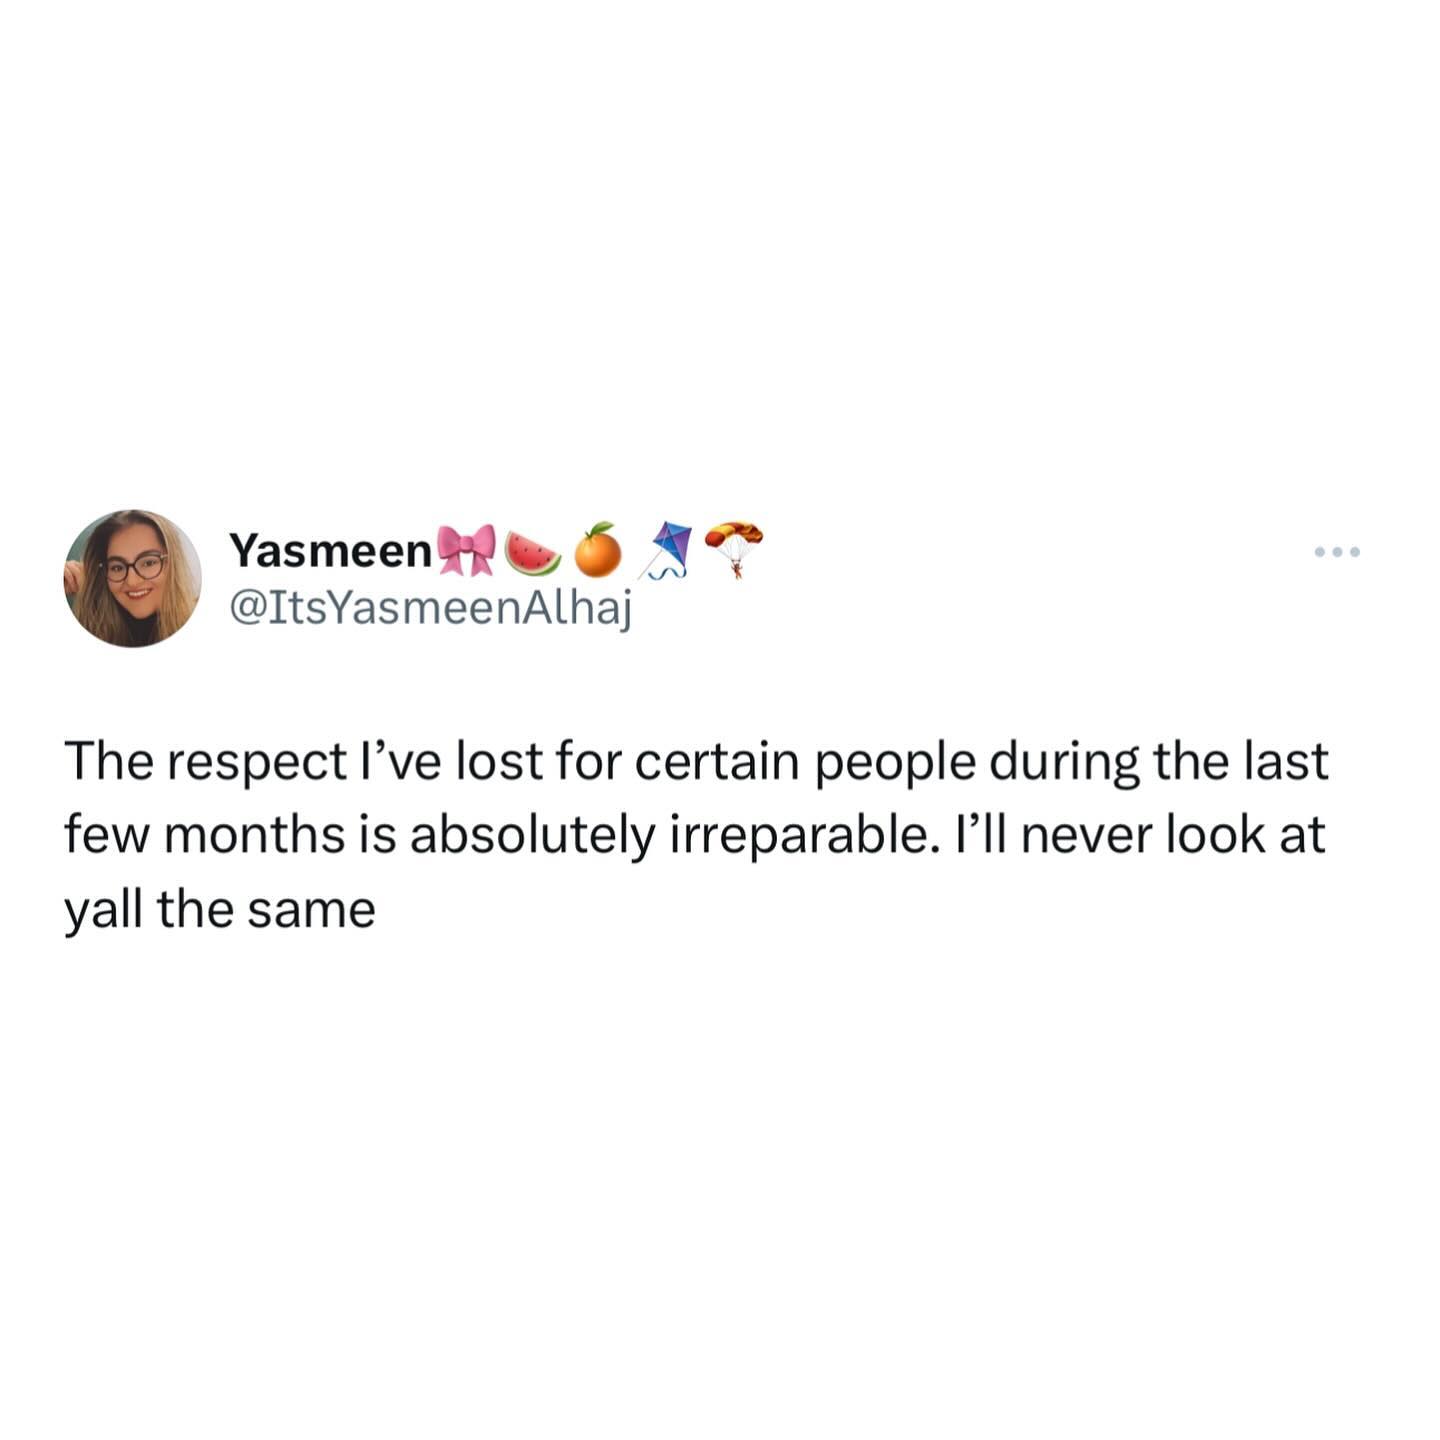 Yasmeen🎀🍉🍊🪁🪂
@ItsYasmeenAlhaj
The respect I’ve lost for certain people during the last
few months is absolutely irreparable. I’ll never look at
yall the same